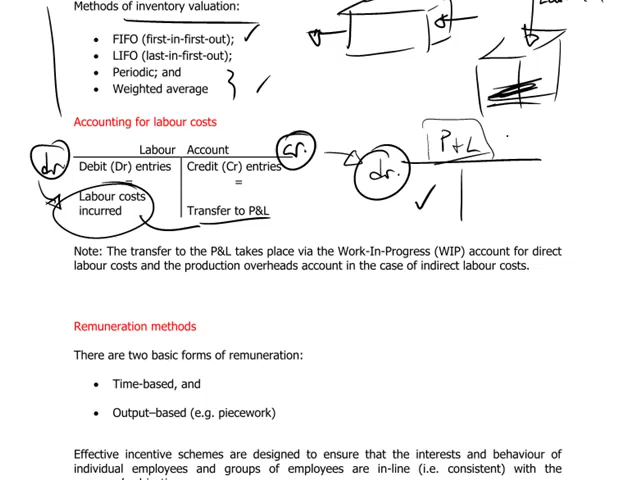 Methods of inventory valuation:
• FIFO (first-in-first-out);
• LIFO (last-in-first-out);
• Periodic; and
• Weighted average
Accounting for labour costs
Labour Account
dr
cr.
P+L
dr.
Debit (Dr) entries Credit (Cr) entries
= =
Labour costs
incurred Transfer to P&L
Note: The transfer to the P&L takes place via the Work-In-Progress (WIP) account for direct
labour costs and the production overheads account in the case of indirect labour costs.
Remuneration methods
There are two basic forms of remuneration:
• Time-based, and
• Output–based (e.g. piecework)
Effective incentive schemes are designed to ensure that the interests and behaviour of
individual employees and groups of employees are in-line (i.e. consistent) with the